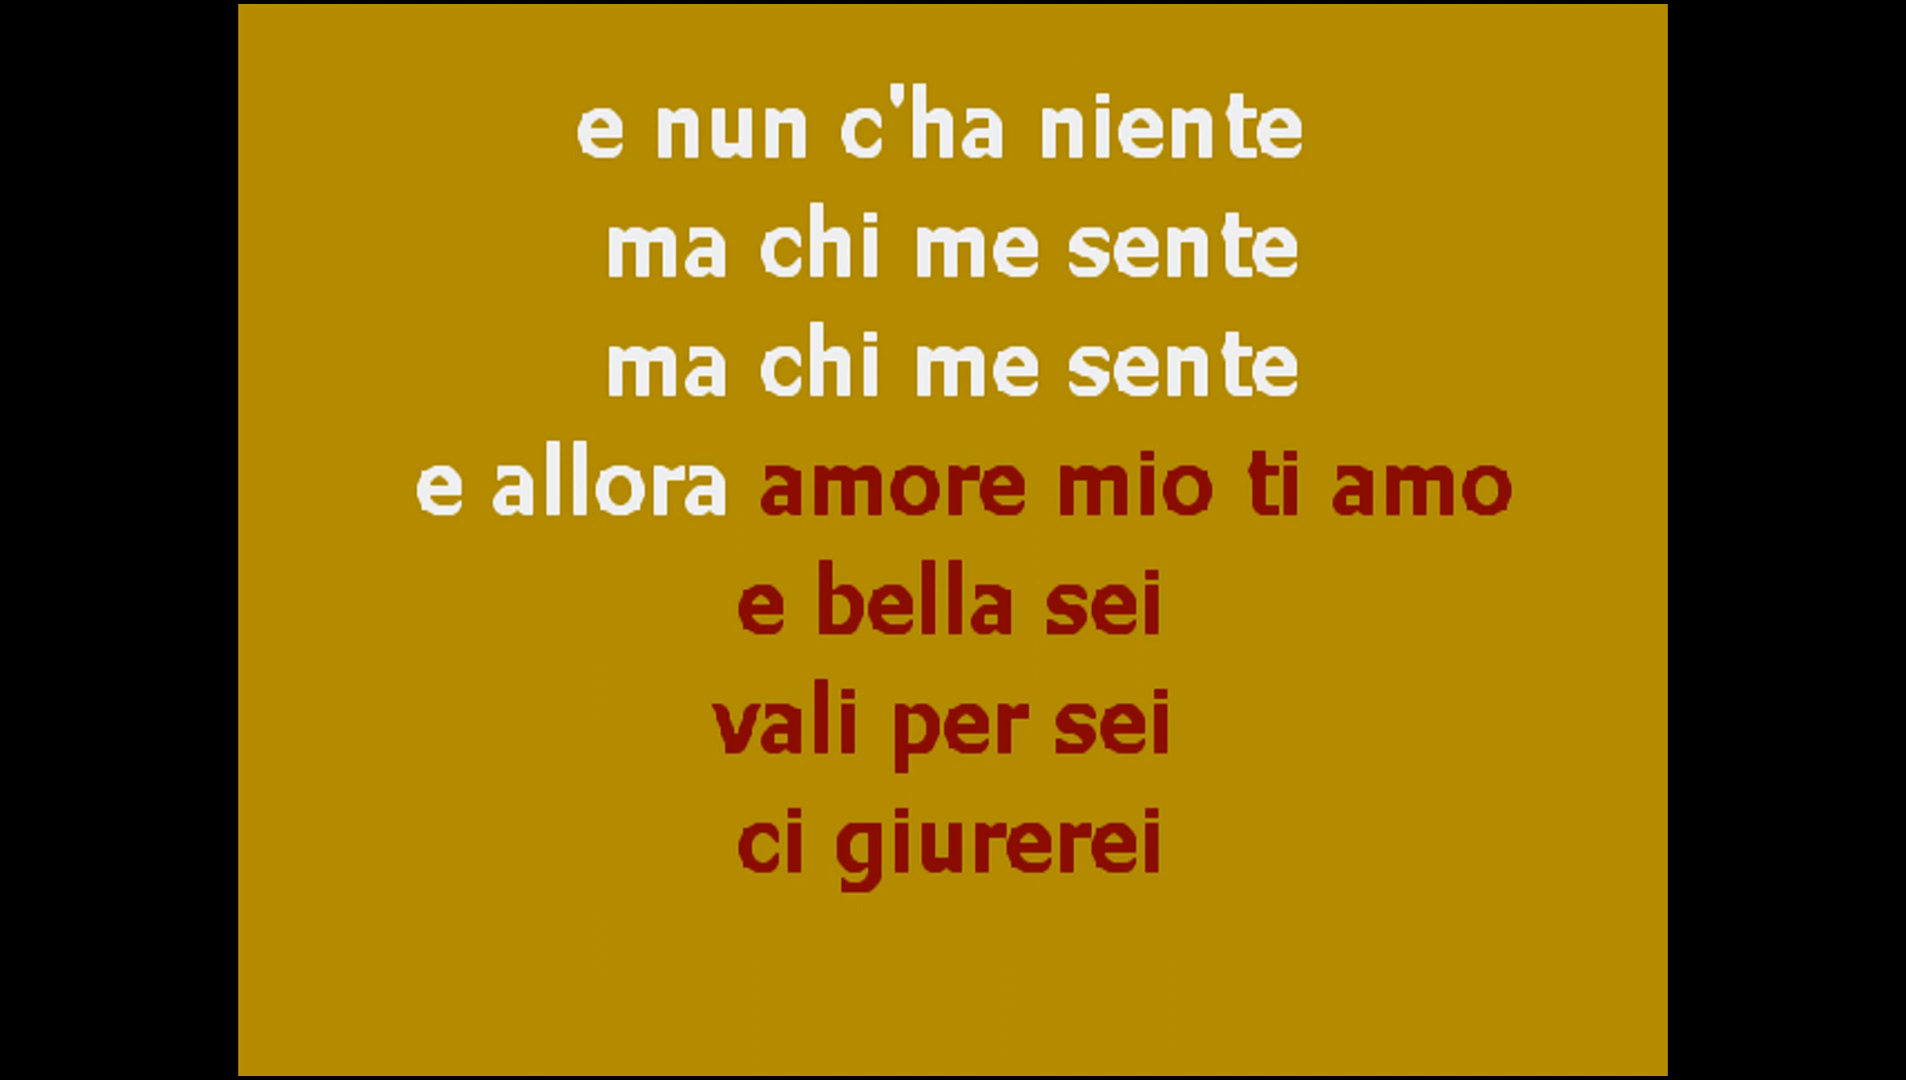 e nun c'ha niente
ma chi me sente
ma chi me sente
e allora amore mio ti amo
e bella sei
vali per sei
ci giurerei